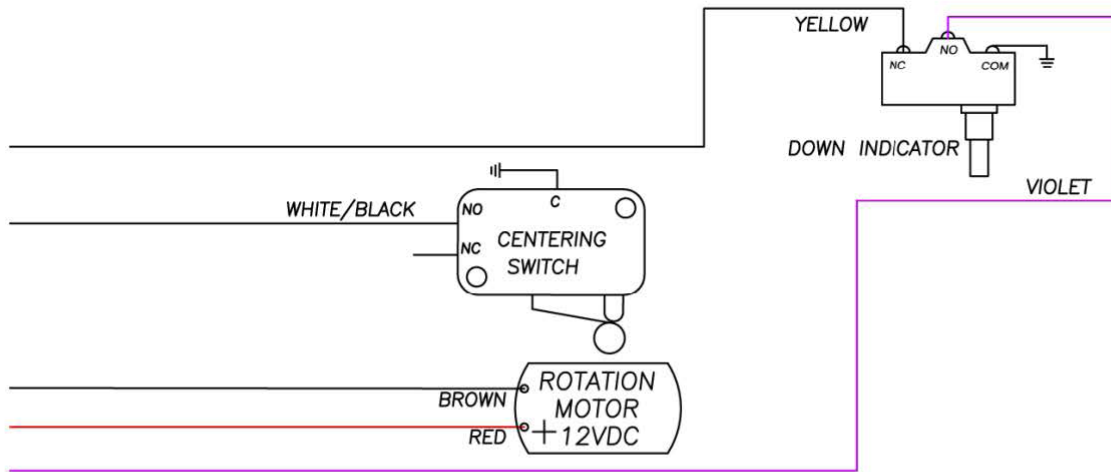 YELLOW
NC
NO
COM
DOWN INDICATOR
VIOLET
WHITE/BLACK
NO
C
NC
CENTERING
SWITCH
BROWN
RED
ROTATION
MOTOR
+12VDC